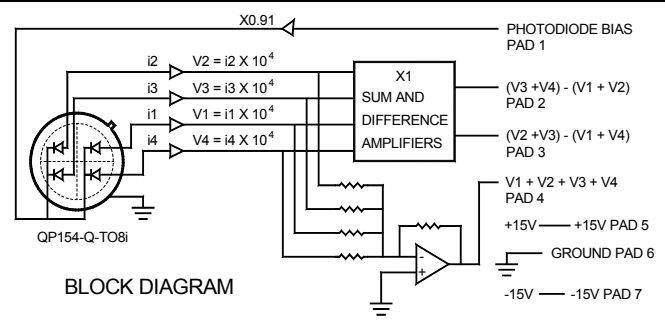 X0.91
PHOTODIODE BIAS
PAD 1
i2 V2 = i2 X 10⁴
i3 V3 = i3 X 10⁴
i1 V1 = i1 X 10⁴
i4 V4 = i4 X 10⁴
X1
SUM AND
DIFFERENCE
AMPLIFIERS
(V3 +V4) - (V1 + V2)
PAD 2
(V2 +V3) - (V1 + V4)
PAD 3
V1 + V2 + V3 + V4
PAD 4
+15V +15V PAD 5
GROUND PAD 6
-15V -15V PAD 7
-
+
QP154-Q-TO8i
BLOCK DIAGRAM